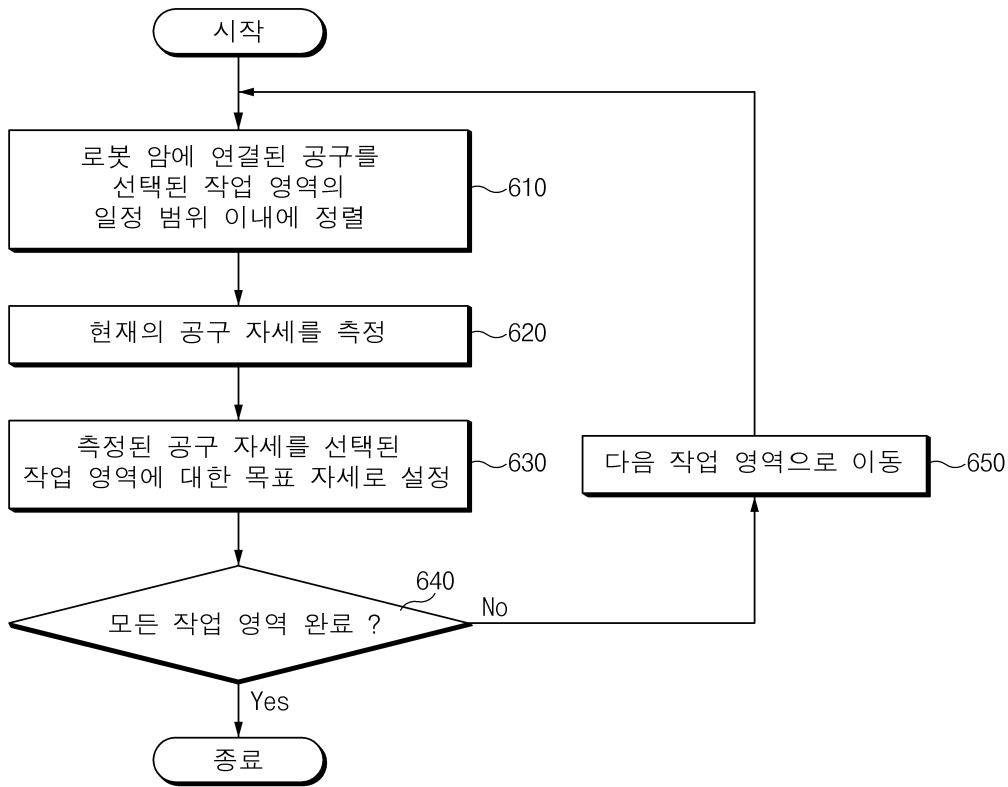 시작
로봇 암에 연결된 공구를
선택된 작업 영역의
일정 범위 이내에 정렬
610
현재의 공구 자세를 측정
620
측정된 공구 자세를 선택된
작업 영역에 대한 목표 자세로 설정
630
다음 작업 영역으로 이동
650
640
모든 작업 영역 완료 ?
No
Yes
종료